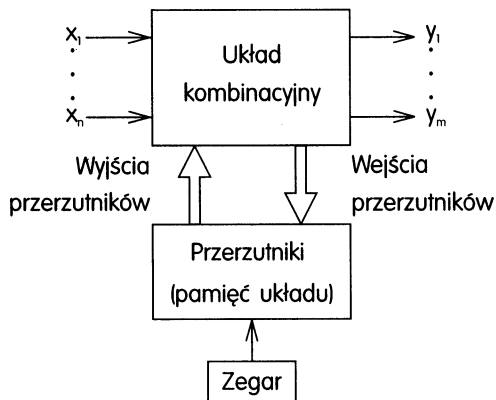 x₁
y₁
Układ
kombinacyjny
xₙ
yₘ
Wyjścia
przerzutników
Wejścia
przerzutników
Przerzutniki
(pamięć układu)
Zegar